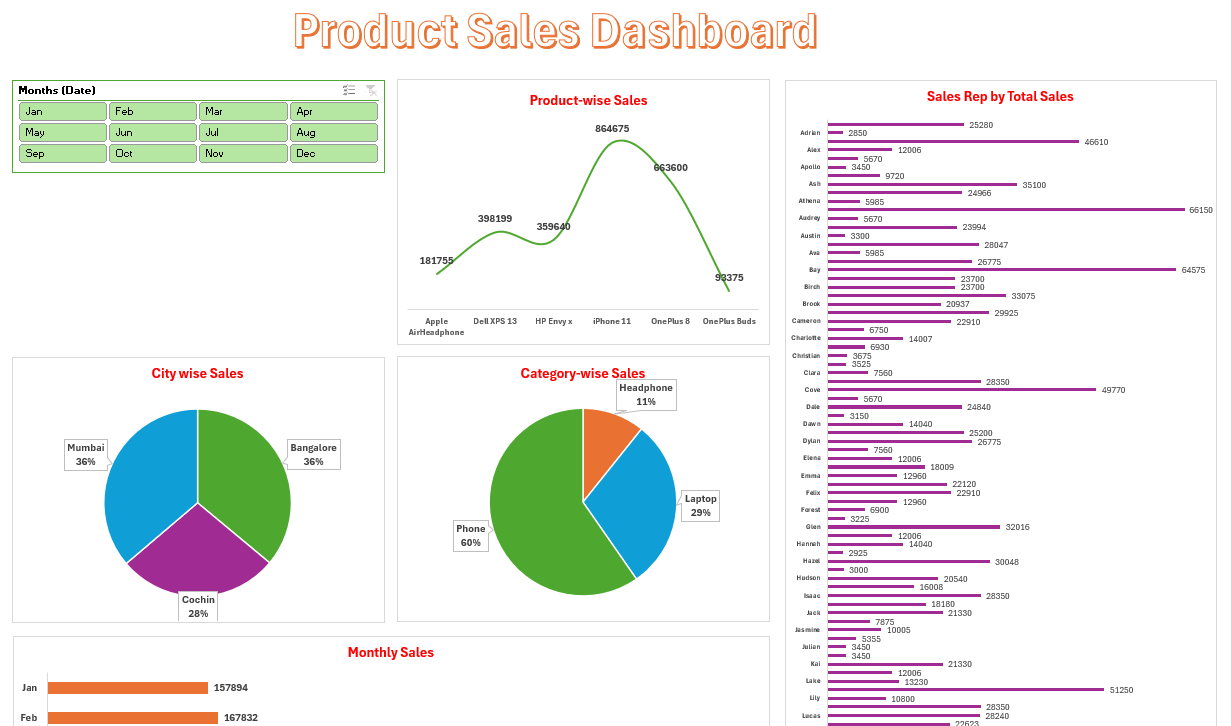 Product Sales Dashboard
Months (Date)
Jan Feb Mar Apr
May Jun Jul Aug
Sep Oct Nov Dec
Product-wise Sales
864675
663600
398199
359640
181755
93375
Apple AirHeadphone
Dell XPS 13
HP Envy x
iPhone 11
OnePlus 8
OnePlus Buds
City wise Sales
Mumbai
36%
Bangalore
36%
Cochin
28%
Category-wise Sales
Headphone
11%
Laptop
29%
Phone
60%
Monthly Sales
Jan 157894
Feb 167832
Sales Rep by Total Sales
25280
Adrian 2850
46610
Alex 12006
5670
Apollo 3450
9720
Ash 35100
24966
Athena 5985
66150
Audrey 5670
23994
Austin 3300
28047
Ava 5985
26775
Bay 64575
23700
Birch 23700
33075
Brook 20937
29925
Cameron 22910
6750
Charlotte 14007
6930
Christian 3675
3525
Clara 7560
28350
Cove 49770
5670
Dale 24840
3150
Dawn 14040
25200
Dylan 26775
7560
Elena 12006
18009
Emma 12960
22120
Felix 22910
12960
Forest 6900
3225
Glen 32016
12006
Hannah 14040
2925
Hazel 30048
3000
Hudson 20540
16008
Isaac 28350
18180
Jack 21330
7875
Jasmine 10005
5355
Julian 3450
3450
Kai 21330
12006
Lake 13230
51250
Lily 10800
28350
Lucas 28240
22623